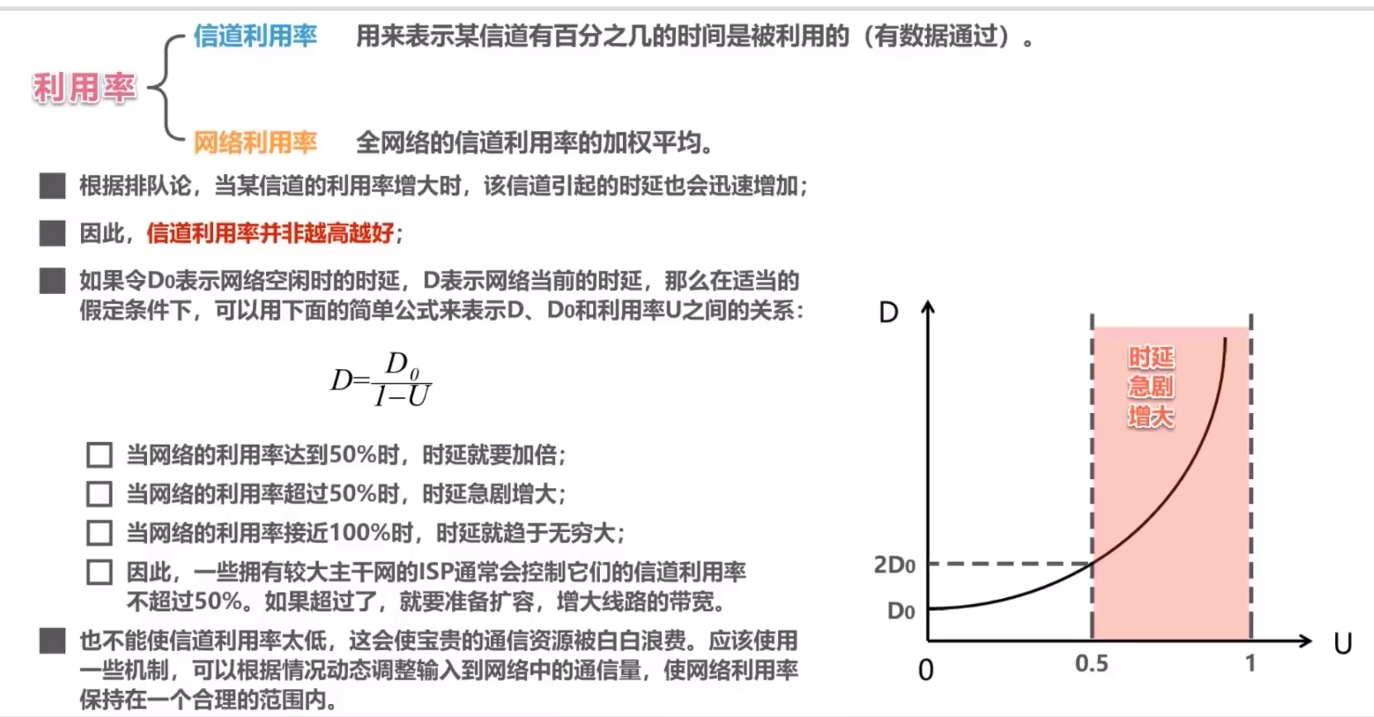 信道利用率 用来表示某信道有百分之几的时间是被利用的（有数据通过）。
利用率
网络利用率 全网络的信道利用率的加权平均。
根据排队论，当某信道的利用率增大时，该信道引起的时延也会迅速增加；
因此，信道利用率并非越高越好；
如果令D0表示网络空闲时的时延，D表示网络当前的时延，那么在适当的
假定条件下，可以用下面的简单公式来表示D、D0和利用率U之间的关系：
D=D0/1-U
当网络的利用率达到50%时，时延就要加倍；
当网络的利用率超过50%时，时延急剧增大；
当网络的利用率接近100%时，时延就趋于无穷大；
因此，一些拥有较大主干网的ISP通常会控制它们的信道利用率
不超过50%。如果超过了，就要准备扩容，增大线路的带宽。
也不能使信道利用率太低，这会使宝贵的通信资源被白白浪费。应该使用
一些机制，可以根据情况动态调整输入到网络中的通信量，使网络利用率
保持在一个合理的范围内。
D
时延
急剧
增大
2D0
D0
U
0
0.5
1